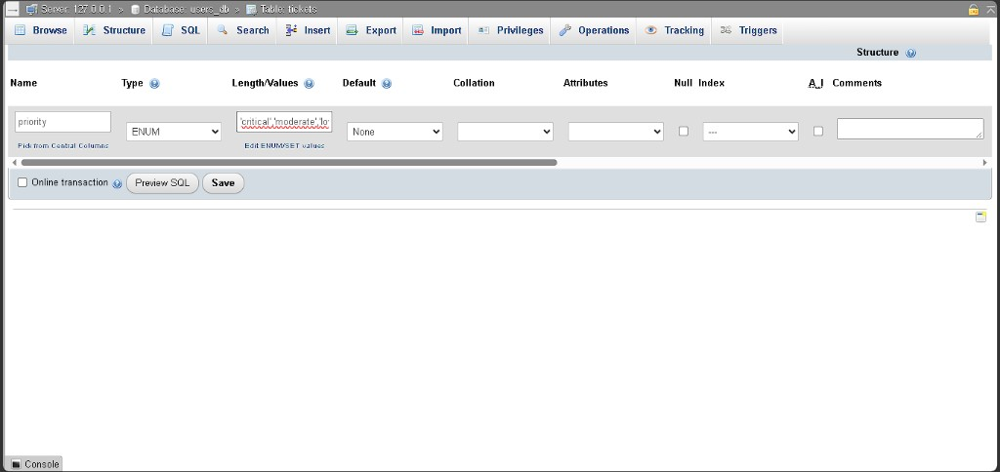 Server: 127.0.0.1 » Database: users_db » Table: tickets
Browse Structure SQL Search Insert Export Import Privileges Operations Tracking Triggers
Structure
Name Type Length/Values Default Collation Attributes Null Index A_I Comments
priority ENUM 'critical','moderate','lo None ---
Pick from Central Columns Edit ENUM/SET values
Online transaction Preview SQL Save
Console